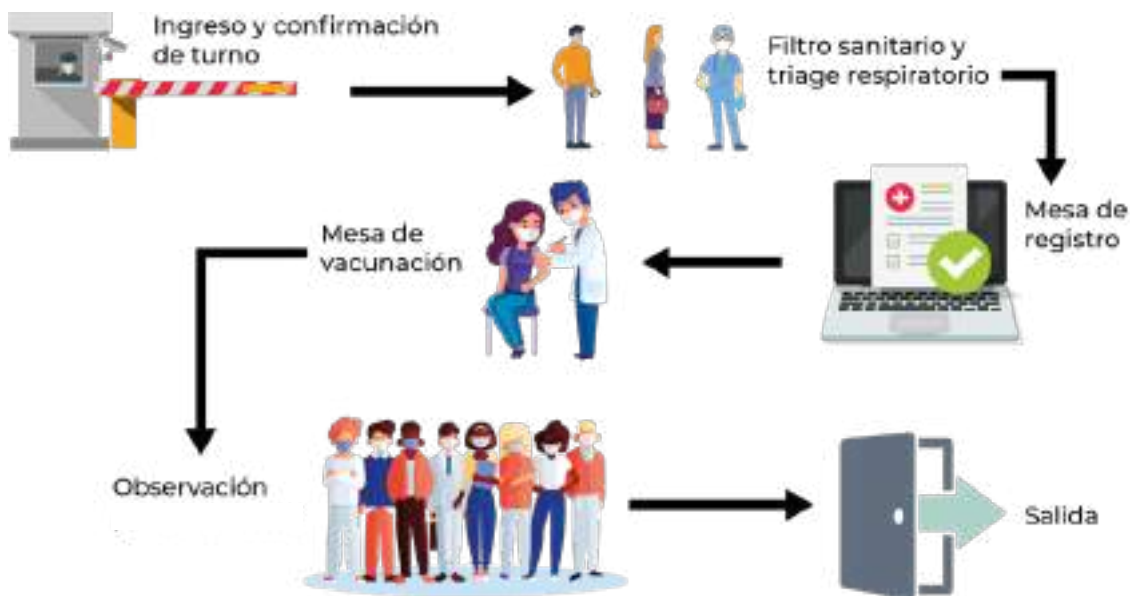 Ingreso y confirmación
de turno
Filtro sanitario y
triage respiratorio
Mesa de
registro
Mesa de
vacunación
Observación
Salida